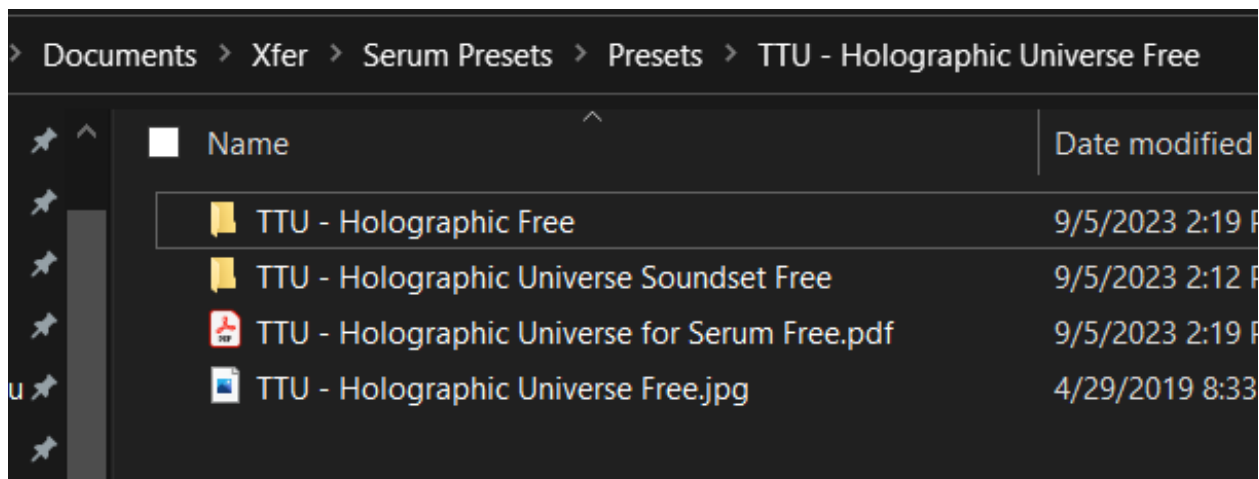 Documents > Xfer > Serum Presets > Presets > TTU - Holographic Universe Free
Name Date modified
TTU - Holographic Free 9/5/2023 2:19 P
TTU - Holographic Universe Soundset Free 9/5/2023 2:12 P
TTU - Holographic Universe for Serum Free.pdf 9/5/2023 2:19 P
u TTU - Holographic Universe Free.jpg 4/29/2019 8:33